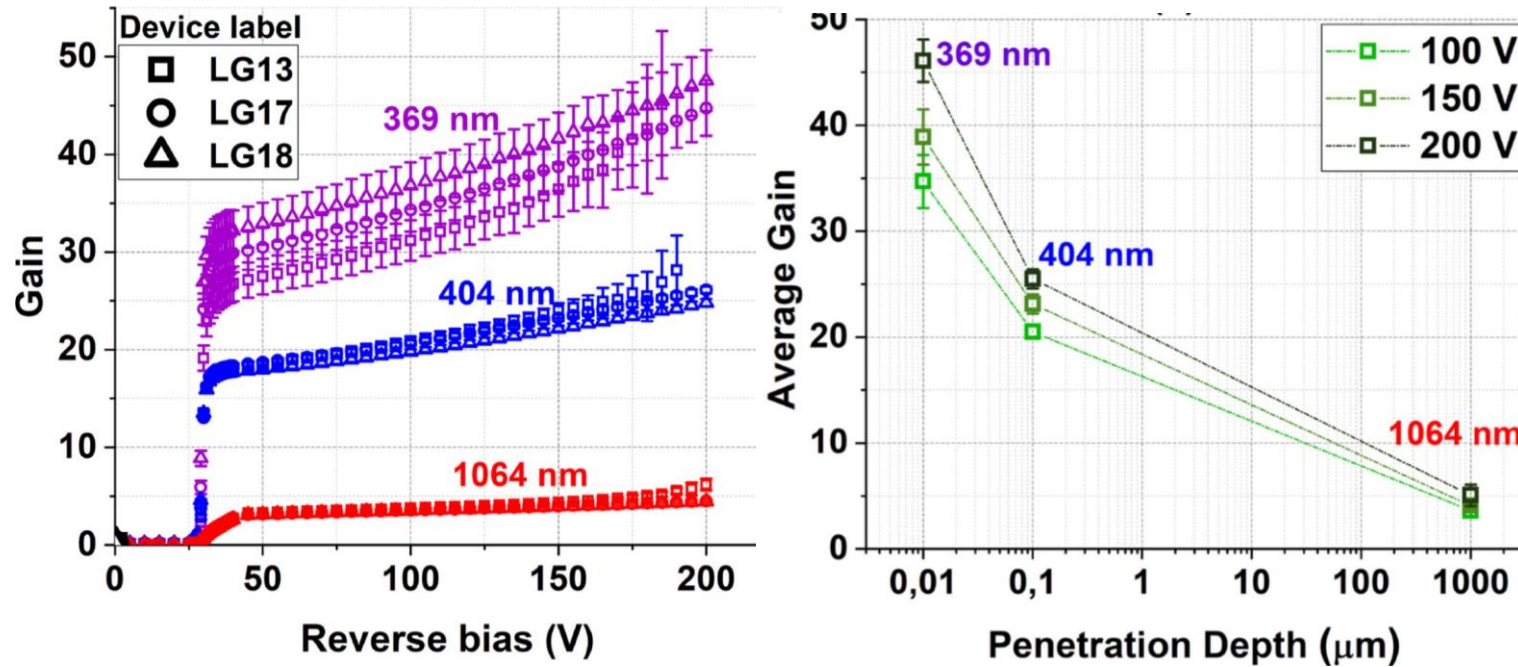 Device label
LG13
LG17
LG18
369 nm
404 nm
1064 nm
Gain
50
40
30
20
10
0
0
50
100
150
200
Reverse bias (V)
369 nm
404 nm
1064 nm
100 V
150 V
200 V
Average Gain
50
40
30
20
10
0
0,01
0,1
1
10
100
1000
Penetration Depth (μm)